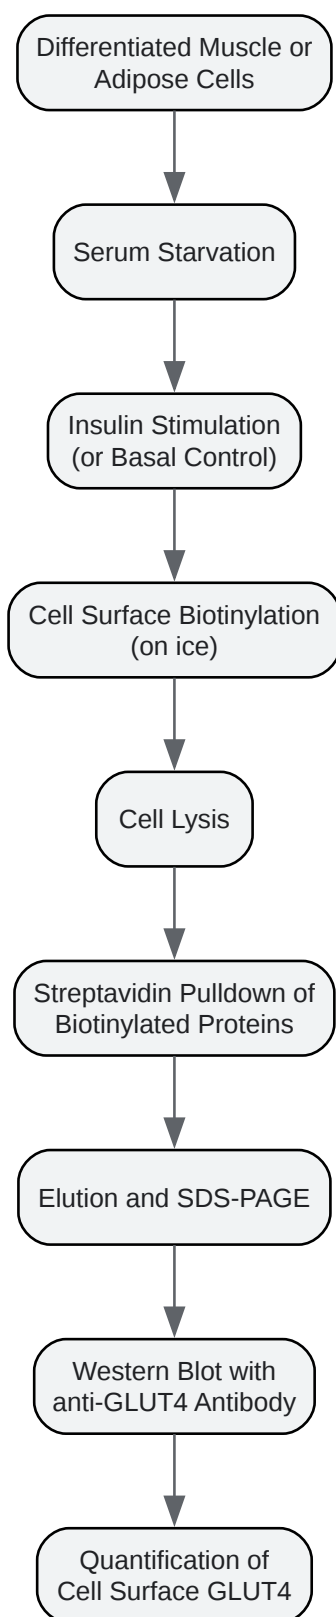 Differentiated Muscle or
Adipose Cells
Serum Starvation
Insulin Stimulation
(or Basal Control)
Cell Surface Biotinylation
(on ice)
Cell Lysis
Streptavidin Pulldown of
Biotinylated Proteins
Elution and SDS-PAGE
Western Blot with
anti-GLUT4 Antibody
Quantification of
Cell Surface GLUT4